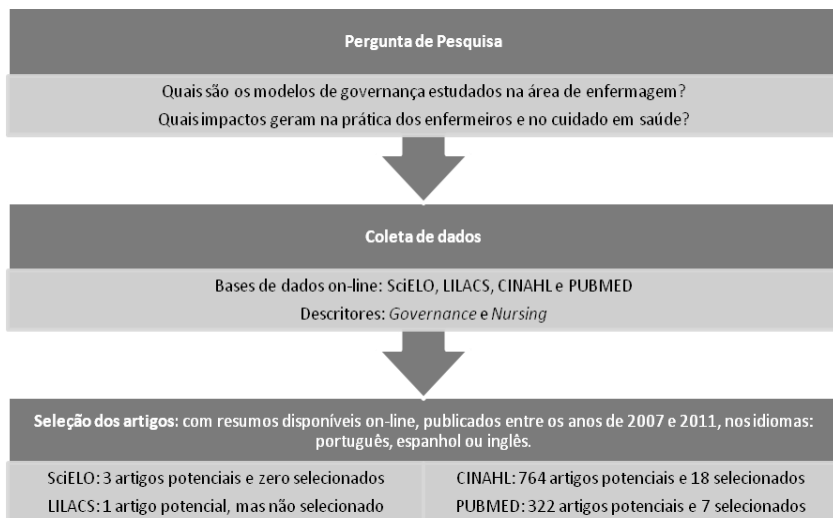 Pergunta de Pesquisa
Quais são os modelos de governança estudados na área de enfermagem?
Quais impactos geram na prática dos enfermeiros e no cuidado em saúde?
Coleta de dados
Bases de dados on-line: SciELO, LILACS, CINAHL e PUBMED
Descritores: Governance e Nursing
Seleção dos artigos: com resumos disponíveis on-line, publicados entre os anos de 2007 e 2011, nos idiomas:
português, espanhol ou inglês.
SciELO: 3 artigos potenciais e zero selecionados
LILACS: 1 artigo potencial, mas não selecionado
CINAHL: 764 artigos potenciais e 18 selecionados
PUBMED: 322 artigos potenciais e 7 selecionados